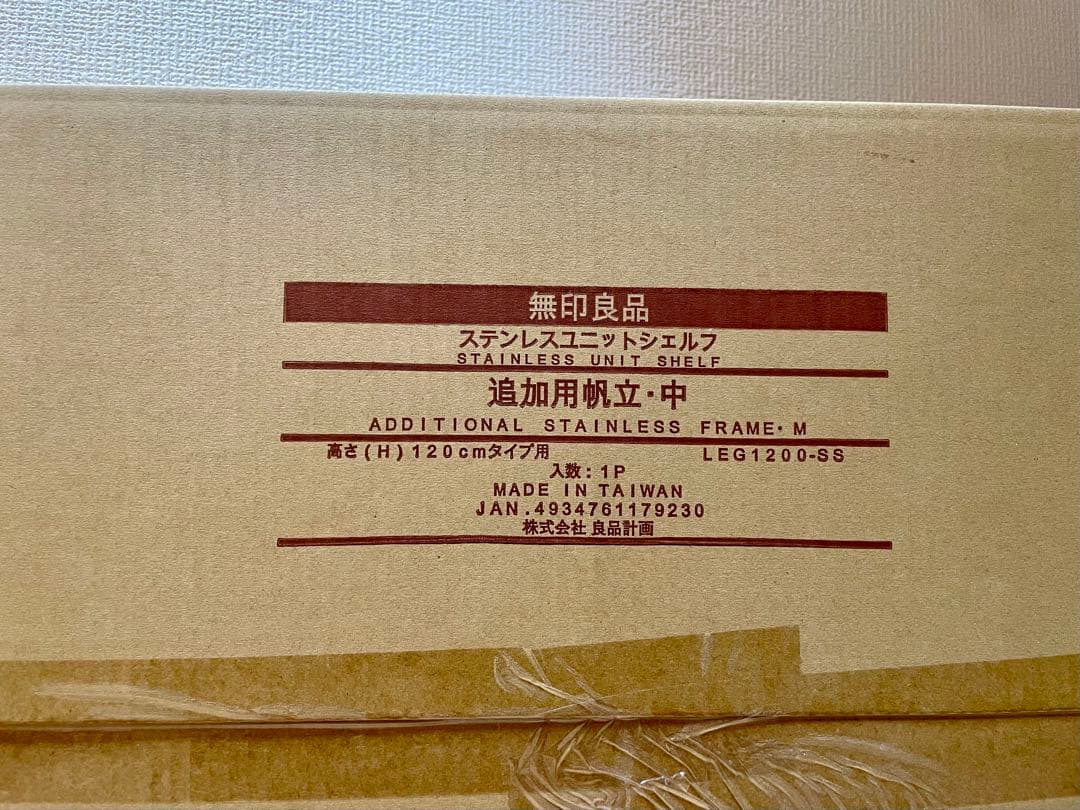 無印良品
ステンレスユニットシェルフ
STAINLESS UNIT SHELF
追加用帆立・中
ADDITIONAL STAINLESS FRAME・M
高さ(H)120cmタイプ用 LEG1200-SS
入数:1P
MADE IN TAIWAN
JAN.4934761179230
株式会社 良品計画